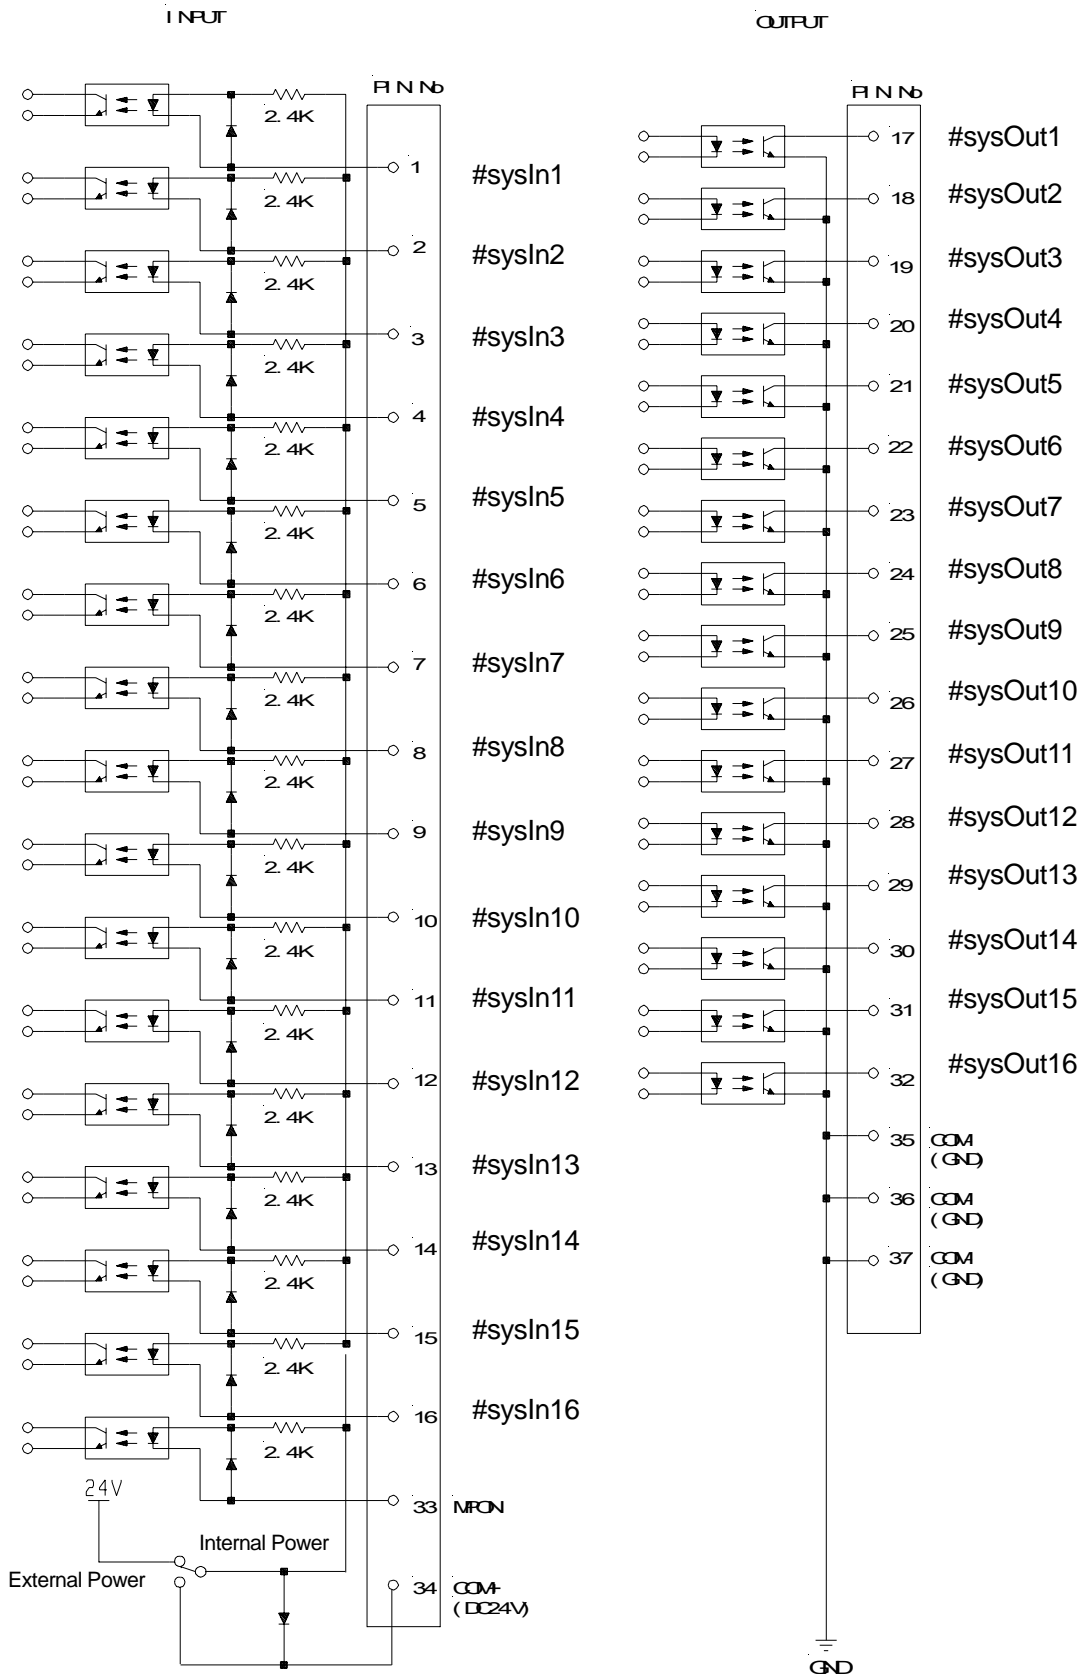 INPUT
PIN No
2.4K
1 #sysIn1
2.4K
2 #sysIn2
2.4K
3 #sysIn3
2.4K
4 #sysIn4
2.4K
5 #sysIn5
2.4K
6 #sysIn6
2.4K
7 #sysIn7
2.4K
8 #sysIn8
2.4K
9 #sysIn9
2.4K
10 #sysIn10
2.4K
11 #sysIn11
2.4K
12 #sysIn12
2.4K
13 #sysIn13
2.4K
14 #sysIn14
2.4K
15 #sysIn15
2.4K
16 #sysIn16
2.4K
24V
33 MPON
Internal Power
External Power
34 COM+
(DC24V)
OUTPUT
PIN No
17 #sysOut1
18 #sysOut2
19 #sysOut3
20 #sysOut4
21 #sysOut5
22 #sysOut6
23 #sysOut7
24 #sysOut8
25 #sysOut9
26 #sysOut10
27 #sysOut11
28 #sysOut12
29 #sysOut13
30 #sysOut14
31 #sysOut15
32 #sysOut16
35 COM-
(GND)
36 COM-
(GND)
37 COM-
(GND)
GND